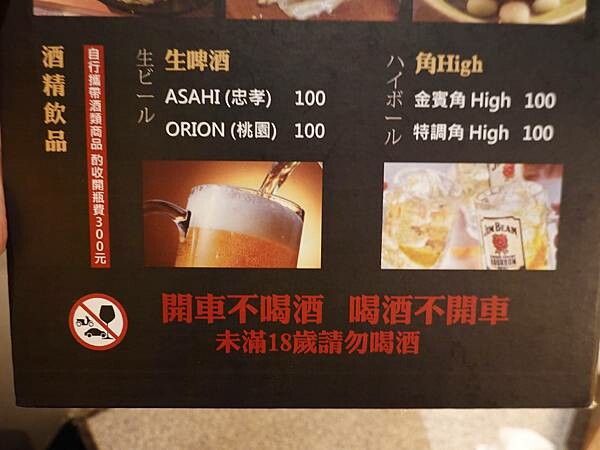 酒精飲品
自行攜帶酒類商品 酌收開瓶費300元
生ビール
生啤酒
ASAHI (忠孝) 100
ORION (桃園) 100
ハイボール
角High
金賓角 High 100
特調角 High 100
JIM BEAM
開車不喝酒 喝酒不開車
未滿18歲請勿喝酒